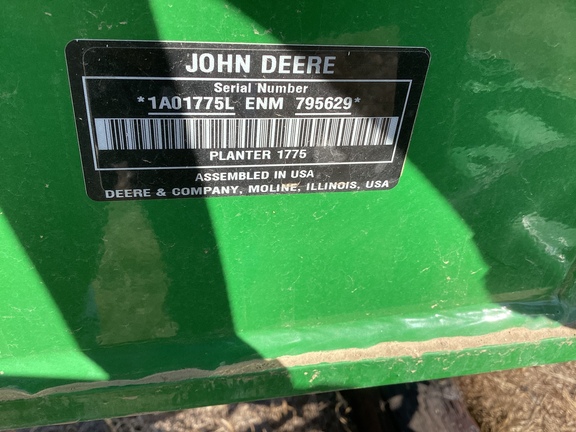 JOHN DEERE
Serial Number
*1A01775L ENM 795629*
PLANTER 1775
ASSEMBLED IN USA
DEERE & COMPANY, MOLINE, ILLINOIS, USA